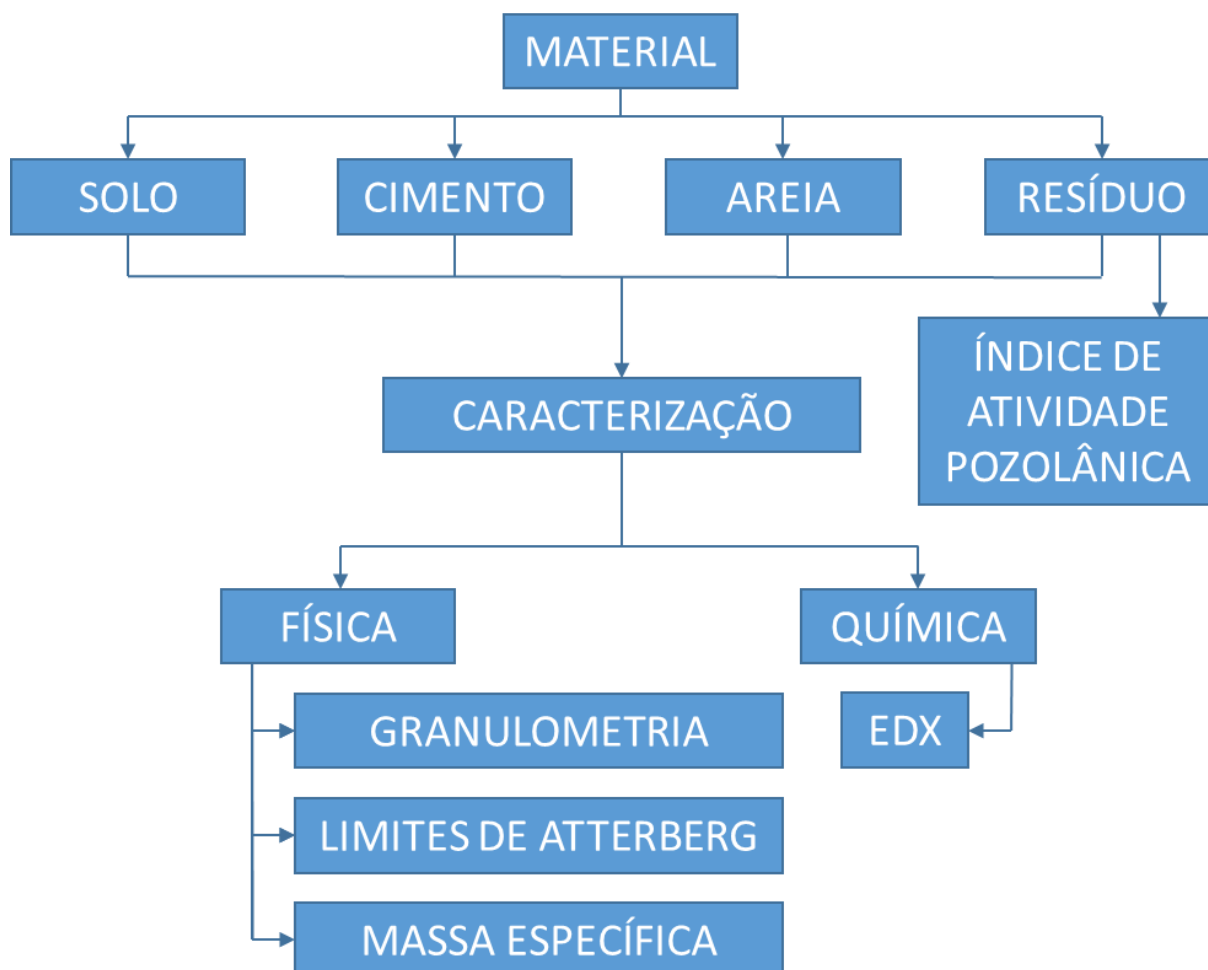 MATERIAL
SOLO
CIMENTO
AREIA
RESÍDUO
ÍNDICE DE
ATIVIDADE
POZOLÂNICA
CARACTERIZAÇÃO
FÍSICA
QUÍMICA
GRANULOMETRIA
EDX
LIMITES DE ATTERBERG
MASSA ESPECÍFICA